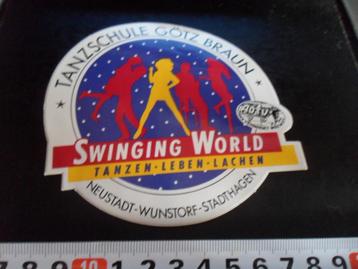 TANZSCHULE GÖTZ BRAUN
SWINGING WORLD
TANZEN-LEBEN-LACHEN
NEUSTADT-WUNSTORF-STADTHAGEN
7 8 9 10 1 2 3 4 5 6 7 8 9